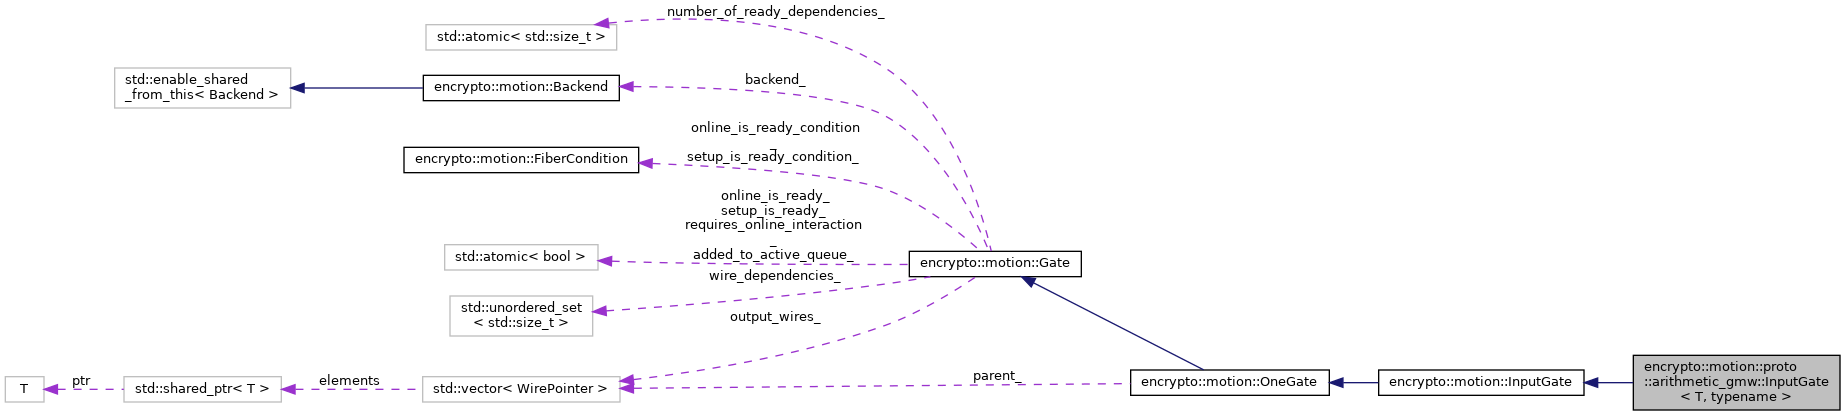 number_of_ready_dependencies_
std::atomic< std::size_t >
std::enable_shared
_from_this< Backend >
encrypto::motion::Backend
backend_
online_is_ready_condition
_
setup_is_ready_condition_
encrypto::motion::FiberCondition
online_is_ready_
setup_is_ready_
requires_online_interaction
_
added_to_active_queue_
std::atomic< bool >
encrypto::motion::Gate
wire_dependencies_
std::unordered_set
< std::size_t >
output_wires_
T
ptr
std::shared_ptr< T >
elements
std::vector< WirePointer >
parent_
encrypto::motion::OneGate
encrypto::motion::InputGate
encrypto::motion::proto
::arithmetic_gmw::InputGate
< T, typename >